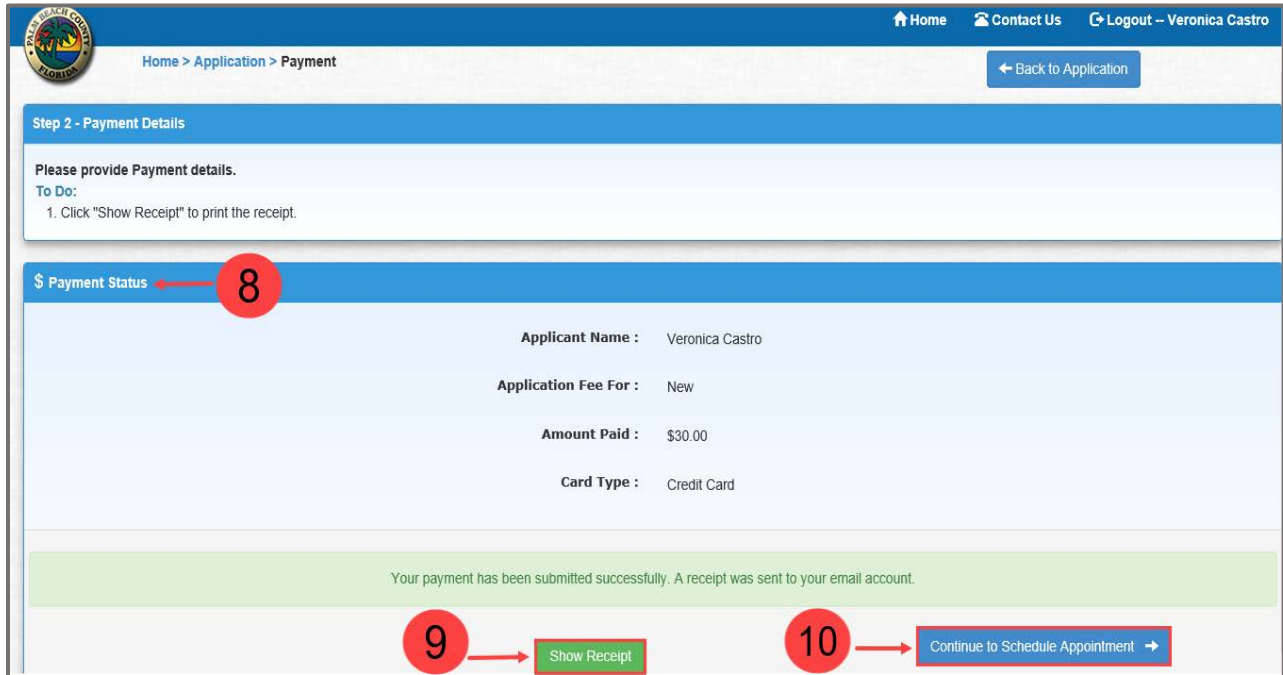 PALM BEACH COUNTY
FLORIDA
Home Contact Us Logout -- Veronica Castro
Home > Application > Payment
Back to Application
Step 2 - Payment Details
Please provide Payment details.
To Do:
1. Click "Show Receipt" to print the receipt.
$ Payment Status 8
Applicant Name : Veronica Castro
Application Fee For : New
Amount Paid : $30.00
Card Type : Credit Card
Your payment has been submitted successfully. A receipt was sent to your email account.
9 Show Receipt 10 Continue to Schedule Appointment